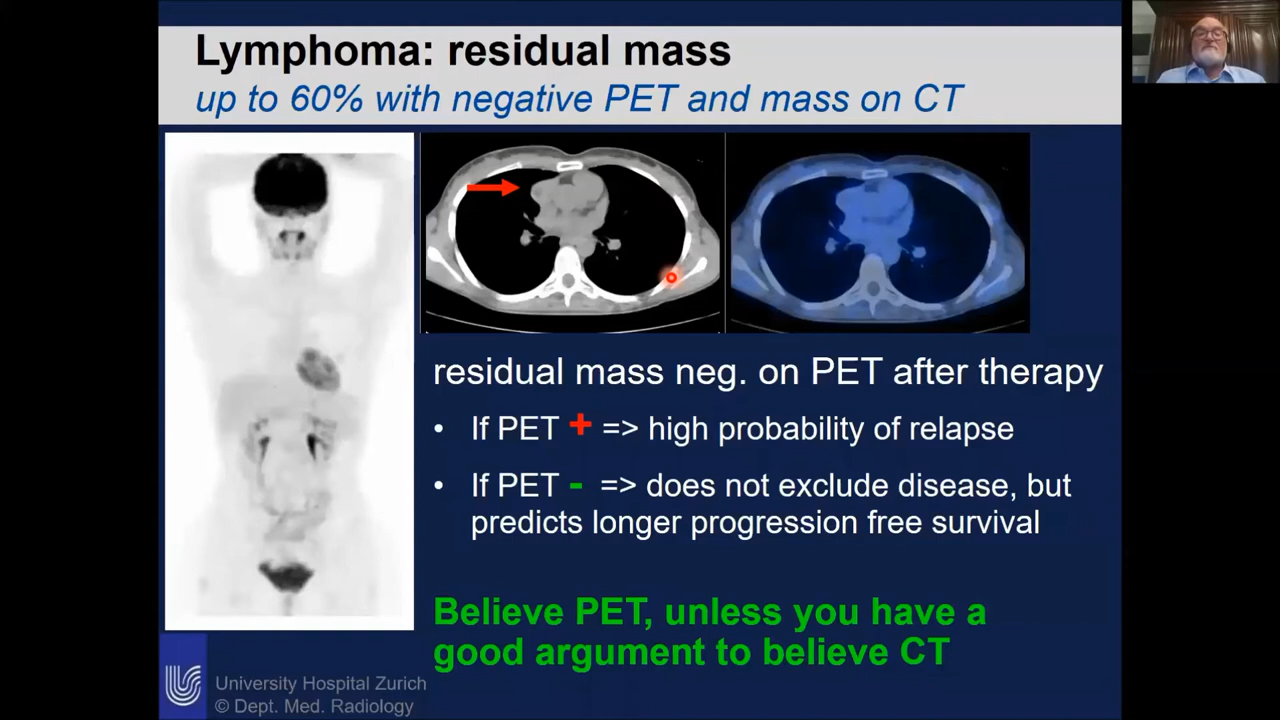 Lymphoma: residual mass
up to 60% with negative PET and mass on CT
residual mass neg. on PET after therapy
• If PET + => high probability of relapse
• If PET - => does not exclude disease, but
predicts longer progression free survival
Believe PET, unless you have a
good argument to believe CT
University Hospital Zurich
© Dept. Med. Radiology